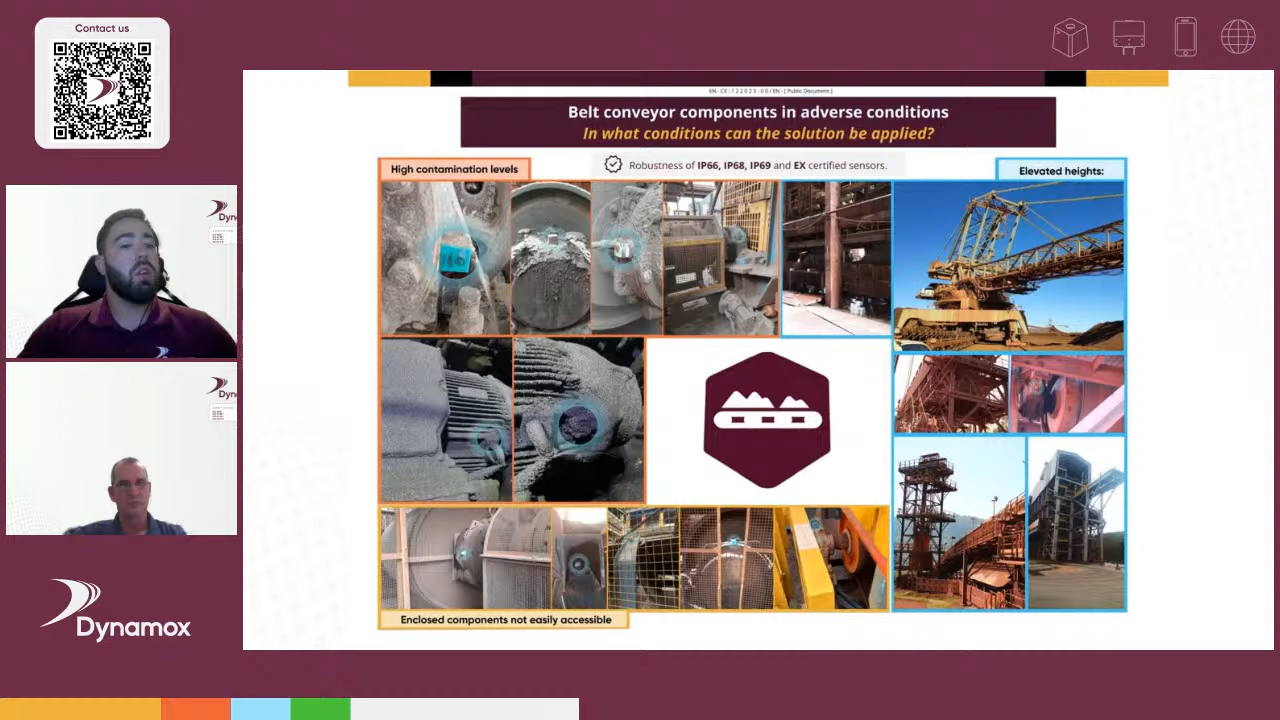 Contact us
EN - CV : 1 2 2 0 2 3 - 0 0 / EN - [ Public Document ]
Belt conveyor components in adverse conditions
In what conditions can the solution be applied?
Robustness of IP66, IP68, IP69 and EX certified sensors.
High contamination levels
Elevated heights:
Dyn
Dyn
Enclosed components not easily accessible
Dynamox